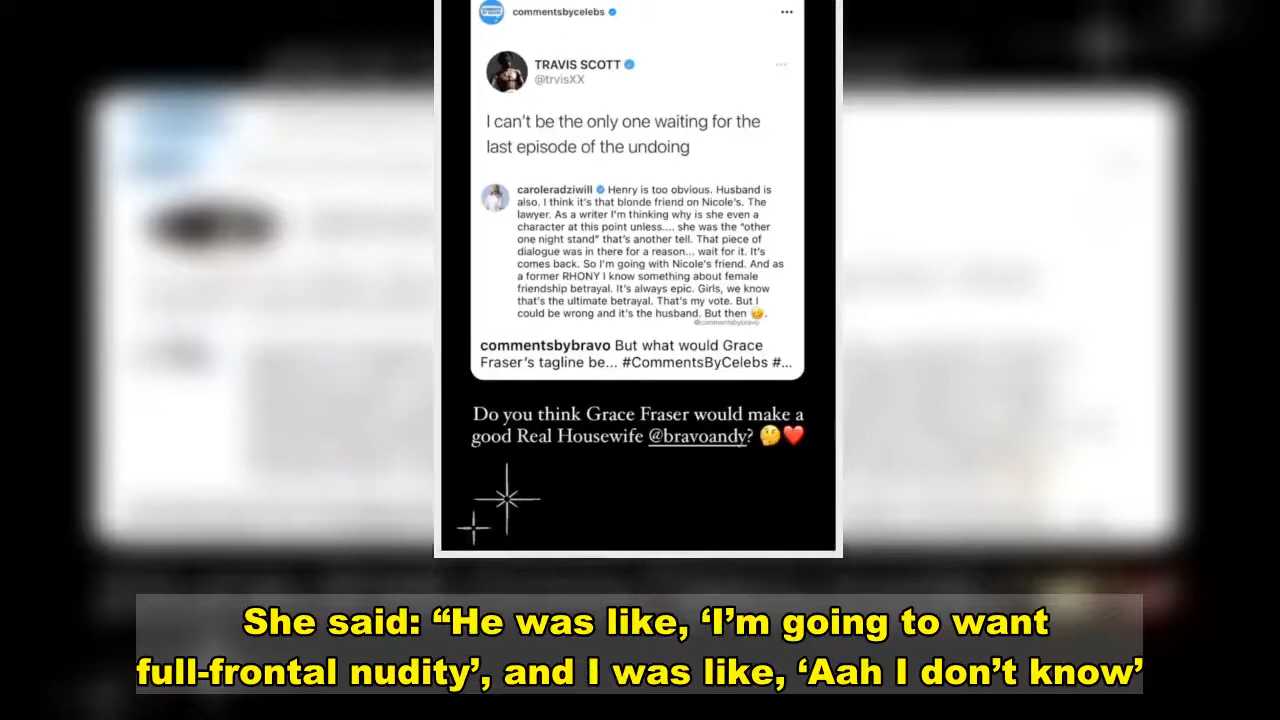 commentsbycelebs
TRAVIS SCOTT
@trvisXX
I can't be the only one waiting for the
last episode of the undoing
caroleradziwill Henry is too obvious. Husband is
also. I think it's that blonde friend on Nicole's. The
lawyer. As a writer I'm thinking why is she even a
character at this point unless.... she was the "other
one night stand" that's another tell. That piece of
dialogue was in there for a reason... wait for it. It's
comes back. So I'm going with Nicole's friend. And as
a former RHONY I know something about female
friendship betrayal. It's always epic. Girls, we know
that's the ultimate betrayal. That's my vote. But I
could be wrong and it's the husband. But then 🤕.
@commentsbybravo
commentsbybravo But what would Grace
Fraser's tagline be... #CommentsByCelebs #...
Do you think Grace Fraser would make a
good Real Housewife @bravoandy? 🤔❤️
She said: “He was like, ‘I’m going to want
full-frontal nudity’, and I was like, ‘Aah I don’t know’